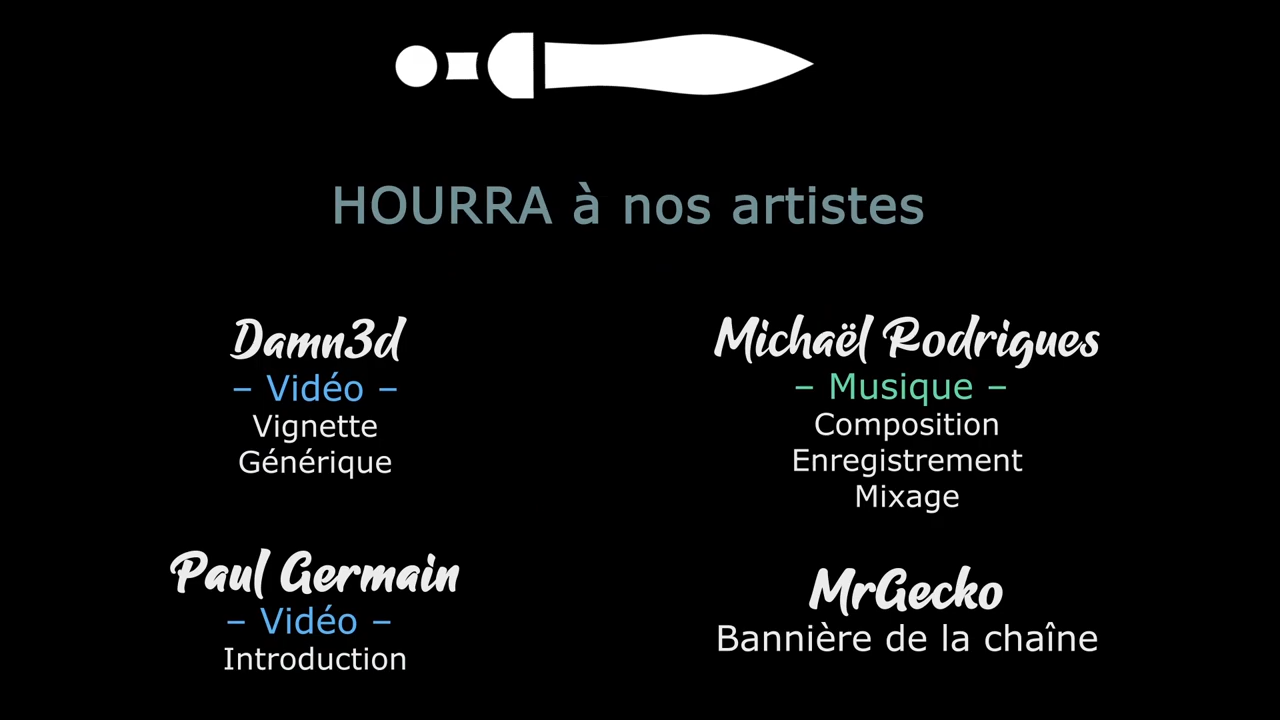 HOURRA à nos artistes
Damn3d
– Vidéo –
Vignette
Générique
Michaël Rodrigues
– Musique –
Composition
Enregistrement
Mixage
Paul Germain
– Vidéo –
Introduction
MrGecko
Bannière de la chaîne